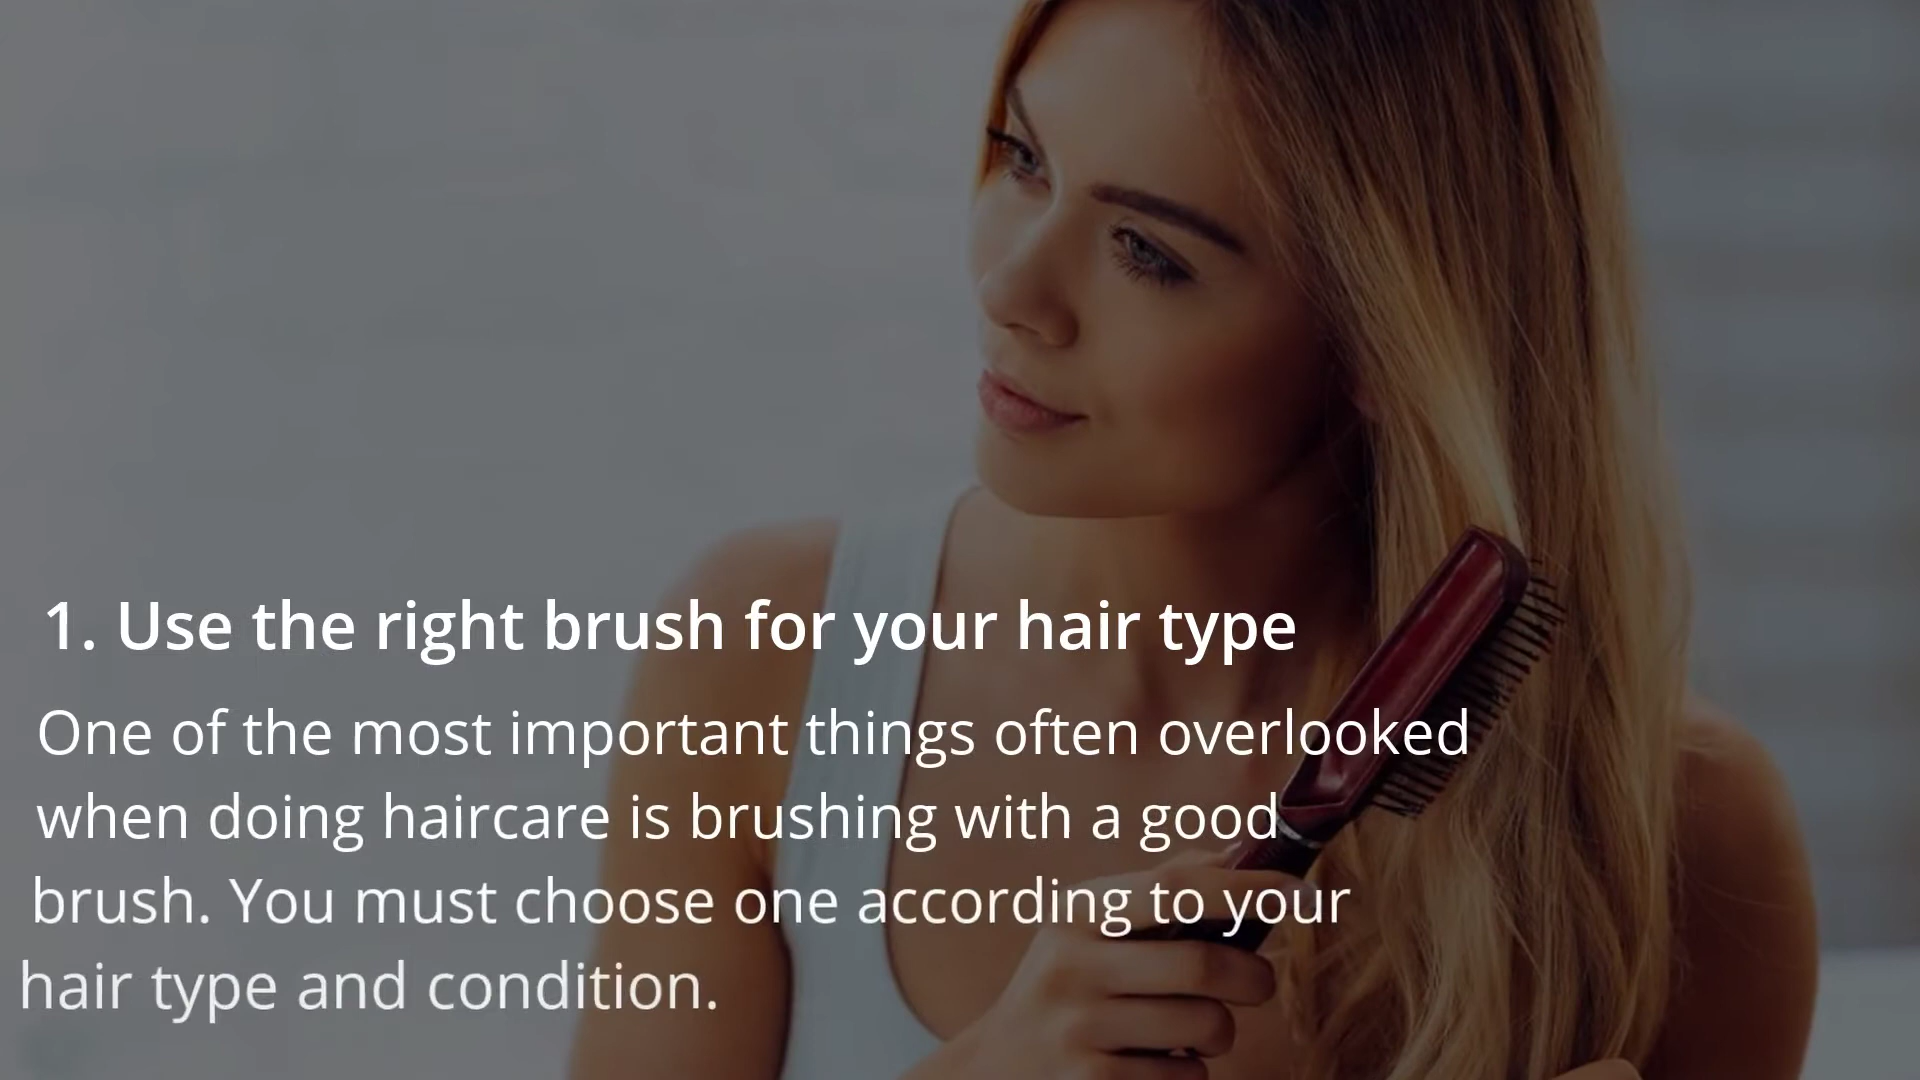 1. Use the right brush for your hair type
One of the most important things often overlooked
when doing haircare is brushing with a good
brush. You must choose one according to your
hair type and condition.